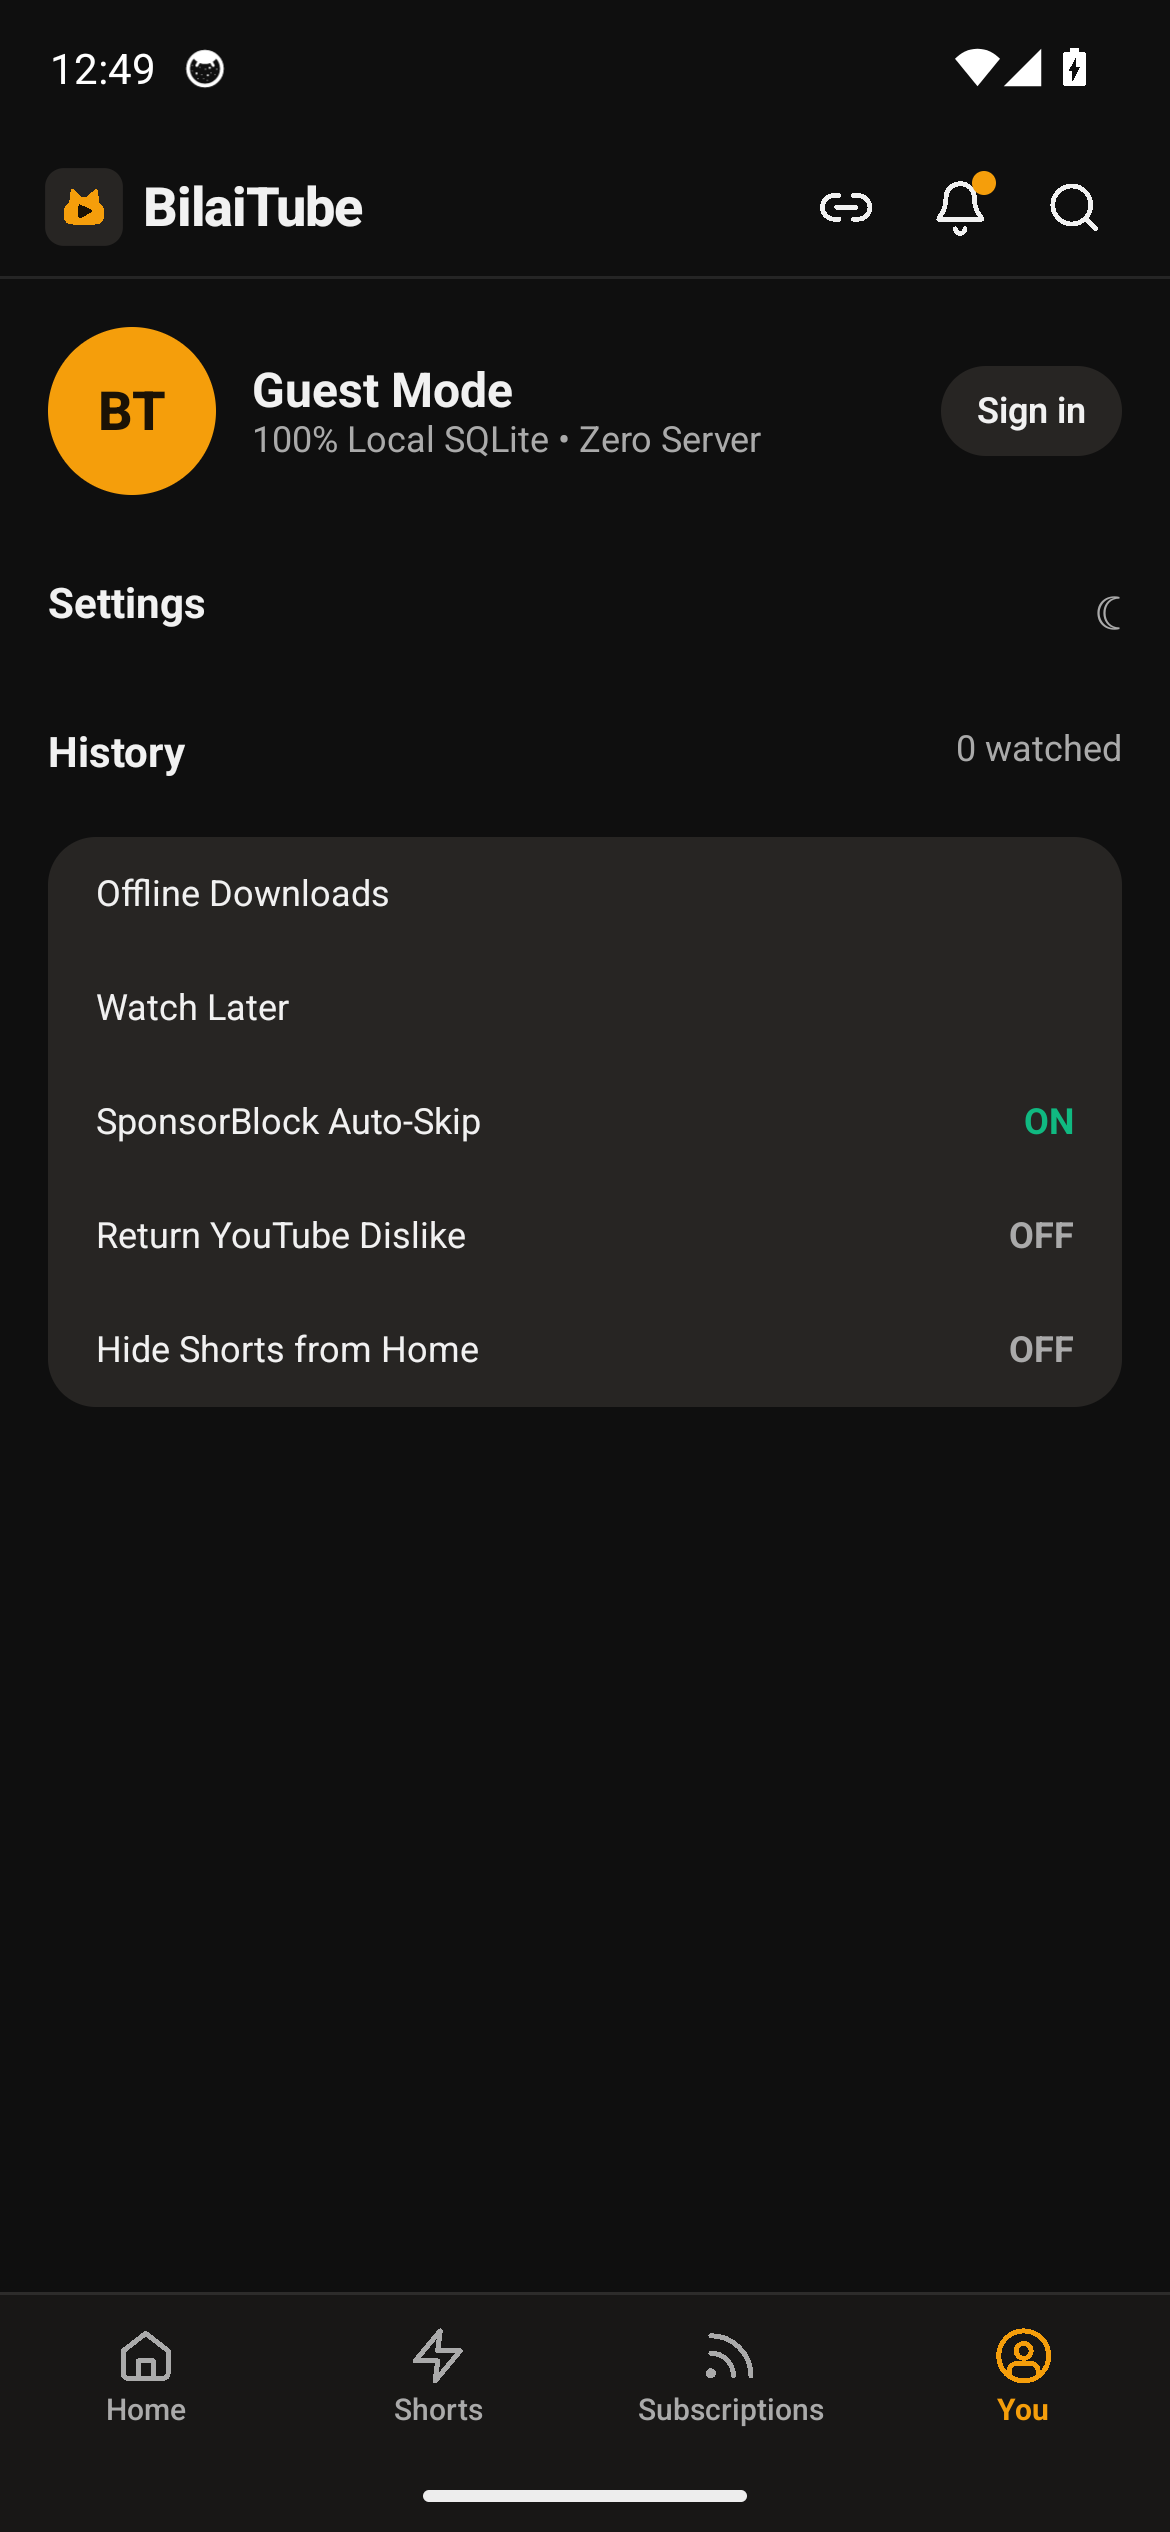 12:49
BilaiTube
BT
Guest Mode
100% Local SQLite • Zero Server
Sign in
Settings
History
0 watched
Offline Downloads
Watch Later
SponsorBlock Auto-Skip
ON
Return YouTube Dislike
OFF
Hide Shorts from Home
OFF
Home
Shorts
Subscriptions
You